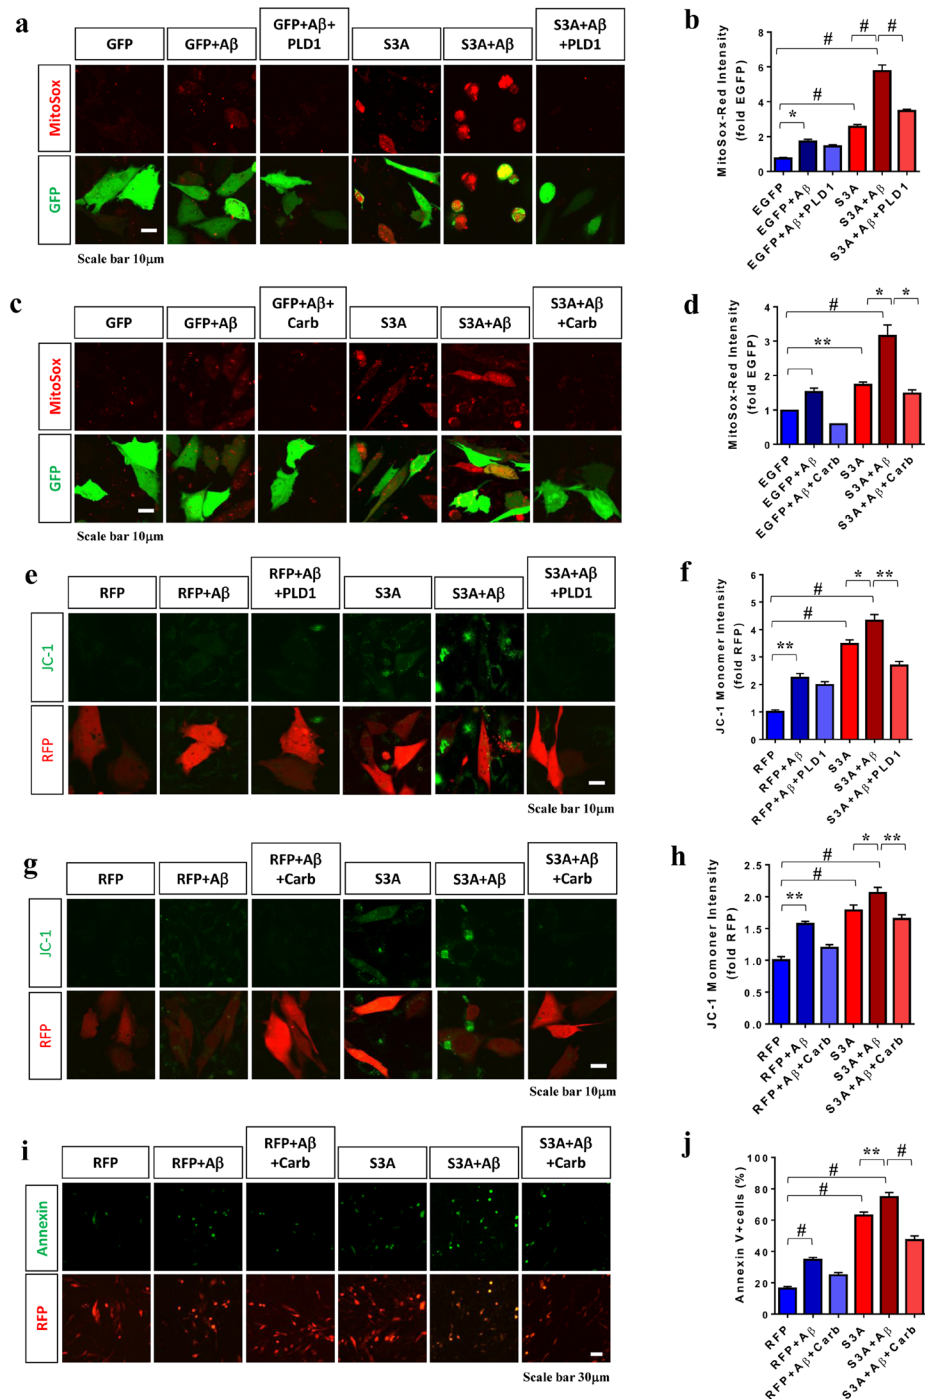 a
GFP
GFP+Aβ
GFP+Aβ+
PLD1
S3A
S3A+Aβ
S3A+Aβ
+PLD1
MitoSox
GFP
Scale bar 10μm
b
MitoSox-Red Intensity
(fold EGFP)
8
6
4
2
0
#
#
#
#
*
EGFP
EGFP+Aβ
EGFP+Aβ+PLD1
S3A
S3A+Aβ
S3A+Aβ+PLD1
c
GFP
GFP+Aβ
GFP+Aβ+
Carb
S3A
S3A+Aβ
S3A+Aβ
+Carb
MitoSox
GFP
Scale bar 10μm
d
MitoSox-Red Intensity
(fold EGFP)
4
3
2
1
0
#
*
*
**
EGFP
EGFP+Aβ
EGFP+Aβ+Carb
S3A
S3A+Aβ
S3A+Aβ+Carb
e
RFP
RFP+Aβ
RFP+Aβ
+PLD1
S3A
S3A+Aβ
S3A+Aβ
+PLD1
JC-1
RFP
Scale bar 10μm
f
JC-1 Monomer Intensity
(fold RFP)
6
5
4
3
2
1
0
*
**
#
#
**
RFP
RFP+Aβ
RFP+Aβ+PLD1
S3A
S3A+Aβ
S3A+Aβ+PLD1
g
RFP
RFP+Aβ
RFP+Aβ
+Carb
S3A
S3A+Aβ
S3A+Aβ
+Carb
JC-1
RFP
Scale bar 10μm
h
JC-1 Momoner Intensity
(fold RFP)
2.5
2.0
1.5
1.0
0.5
0.0
*
**
#
#
**
RFP
RFP+Aβ
RFP+Aβ+Carb
S3A
S3A+Aβ
S3A+Aβ+Carb
i
RFP
RFP+Aβ
RFP+Aβ
+Carb
S3A
S3A+Aβ
S3A+Aβ
+Carb
Annexin
RFP
Scale bar 30μm
j
Annexin V+cells (%)
100
80
60
40
20
0
**
#
#
#
#
RFP
RFP+Aβ
RFP+Aβ+Carb
S3A
S3A+Aβ
S3A+Aβ+Carb